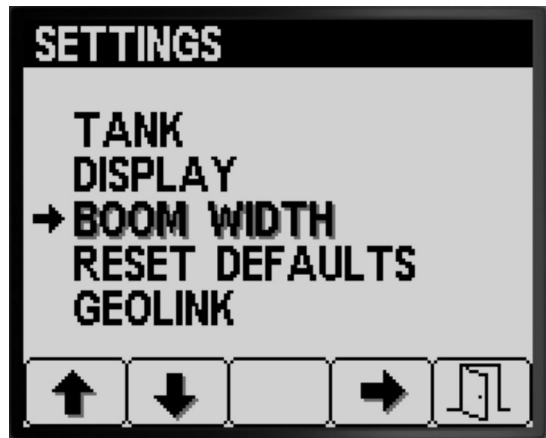 SETTINGS
TANK
DISPLAY
BOOM WIDTH
RESET DEFAULTS
GEOLINK